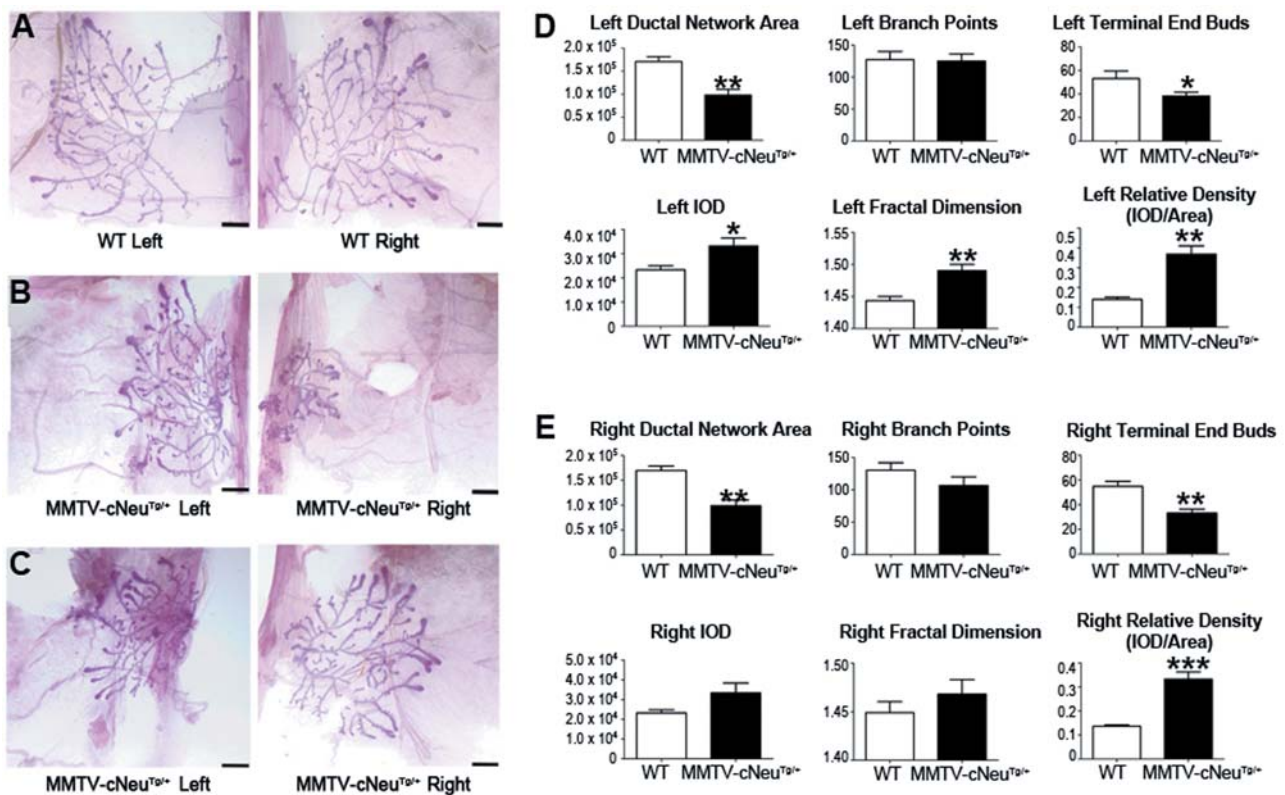 A
WT Left WT Right
B
MMTV-cNeuTg/+ Left MMTV-cNeuTg/+ Right
C
MMTV-cNeuTg/+ Left MMTV-cNeuTg/+ Right
D
Left Ductal Network Area
2.0 x 10⁵
1.5 x 10⁵
1.0 x 10⁵
0.5 x 10⁵
0
**
WT MMTV-cNeuTg/+
Left Branch Points
150
100
50
0
WT MMTV-cNeuTg/+
Left Terminal End Buds
80
60
40
20
0
*
WT MMTV-cNeuTg/+
Left IOD
4.0 x 10⁴
3.0 x 10⁴
2.0 x 10⁴
1.0 x 10⁴
0
*
WT MMTV-cNeuTg/+
Left Fractal Dimension
1.55
1.50
1.45
1.40
**
WT MMTV-cNeuTg/+
Left Relative Density
(IOD/Area)
0.5
0.4
0.3
0.2
0.1
0
**
WT MMTV-cNeuTg/+
E
Right Ductal Network Area
2.0 x 10⁵
1.5 x 10⁵
1.0 x 10⁵
0.5 x 10⁵
0
**
WT MMTV-cNeuTg/+
Right Branch Points
150
100
50
0
WT MMTV-cNeuTg/+
Right Terminal End Buds
80
60
40
20
0
**
WT MMTV-cNeuTg/+
Right IOD
5.0 x 10⁴
4.0 x 10⁴
3.0 x 10⁴
2.0 x 10⁴
1.0 x 10⁴
0
WT MMTV-cNeuTg/+
Right Fractal Dimension
1.50
1.45
1.40
WT MMTV-cNeuTg/+
Right Relative Density
(IOD/Area)
0.4
0.3
0.2
0.1
0
***
WT MMTV-cNeuTg/+